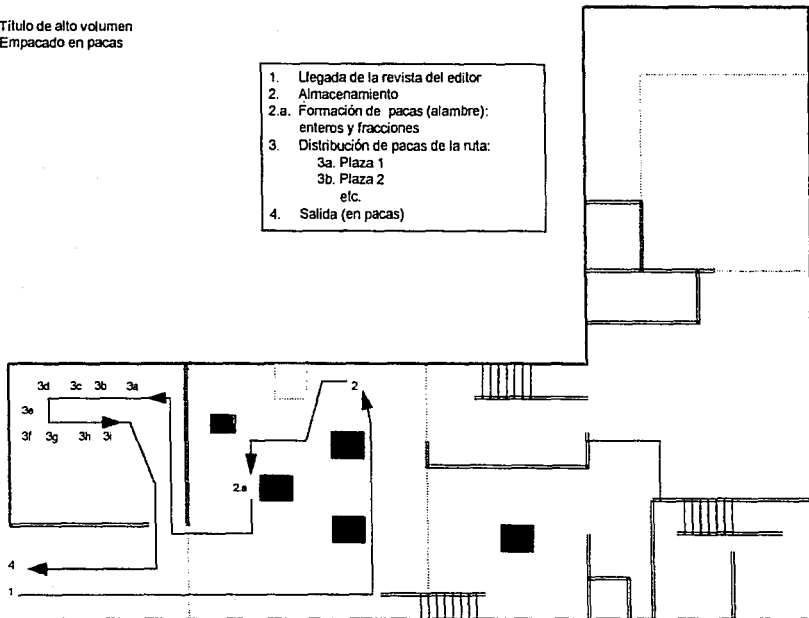 Título de alto volumen
Empacado en pacas
1. Llegada de la revista del editor
2. Almacenamiento
2.a. Formación de pacas (alambre):
enteros y fracciones
3. Distribución de pacas de la ruta:
3a. Plaza 1
3b. Plaza 2
etc.
4. Salida (en pacas)
3d 3c 3b 3a
2
3e
3f 3g 3h 3i
2.a
4
1